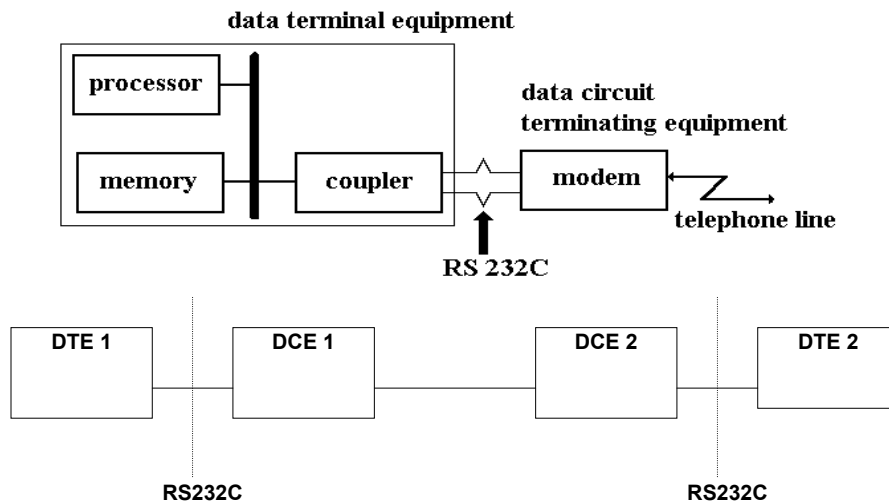 data terminal equipment
processor
data circuit
terminating equipment
memory
coupler
modem
telephone line
RS 232C
DTE 1
DCE 1
DCE 2
DTE 2
RS232C
RS232C